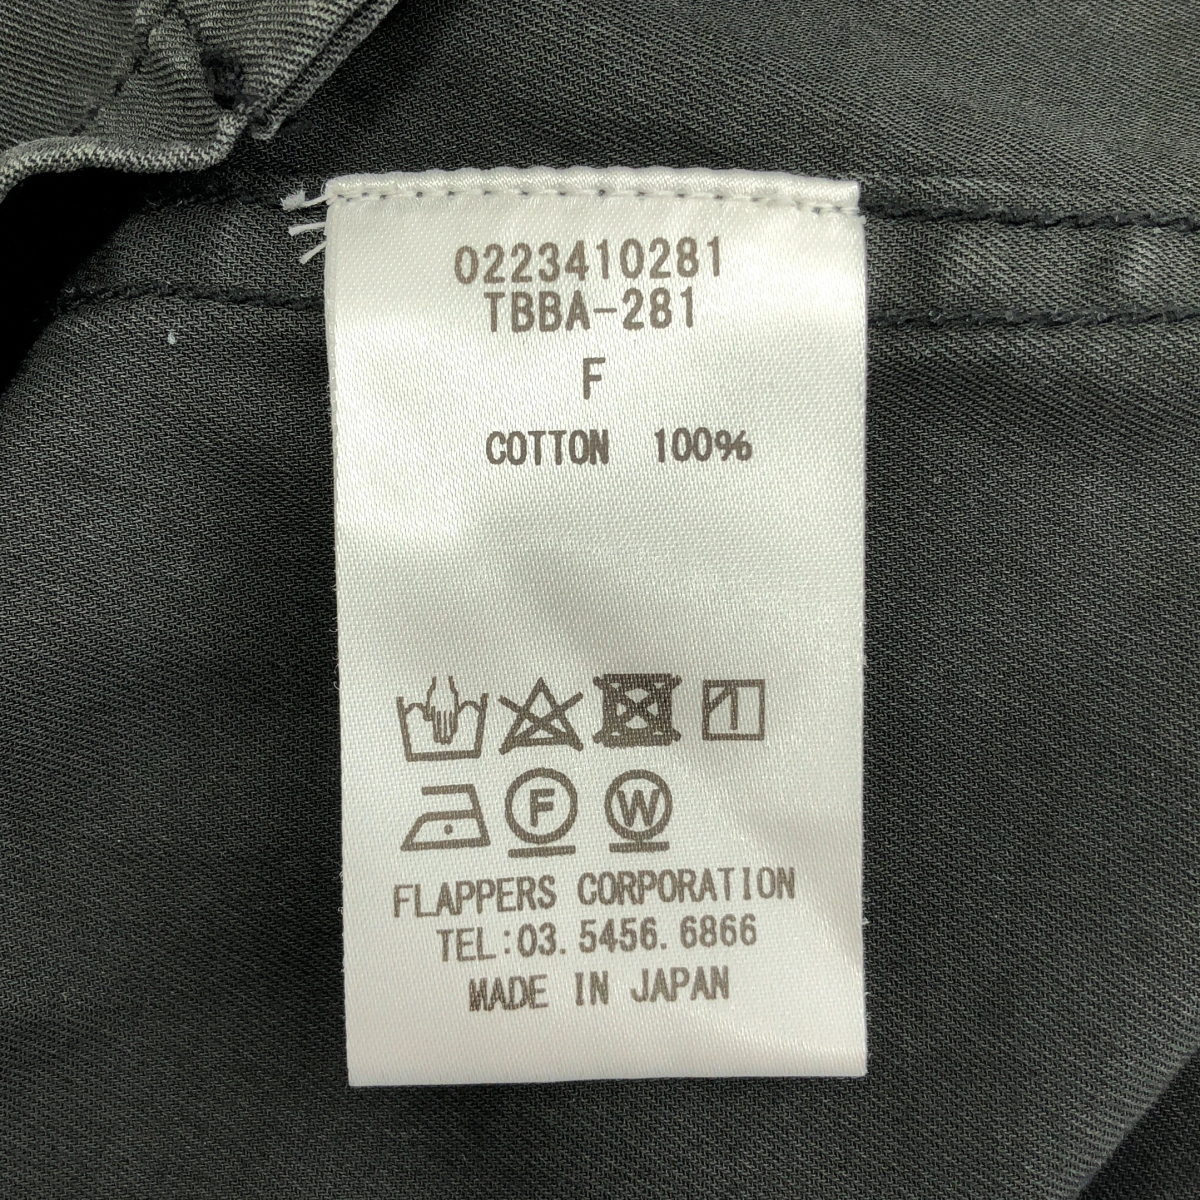 0223410281
TBBA-281
F
COTTON 100%
F W
FLAPPERS CORPORATION
TEL:03.5456.6866
MADE IN JAPAN